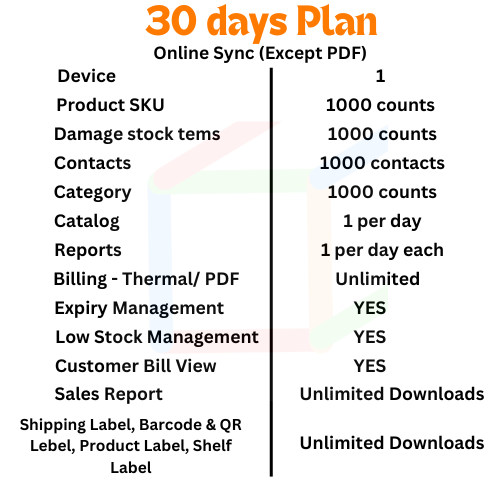 30 days Plan
Online Sync (Except PDF)
Device 1
Product SKU 1000 counts
Damage stock tems 1000 counts
Contacts 1000 contacts
Category 1000 counts
Catalog 1 per day
Reports 1 per day each
Billing - Thermal/ PDF Unlimited
Expiry Management YES
Low Stock Management YES
Customer Bill View YES
Sales Report Unlimited Downloads
Shipping Label, Barcode & QR
Lebel, Product Label, Shelf
Label
Unlimited Downloads